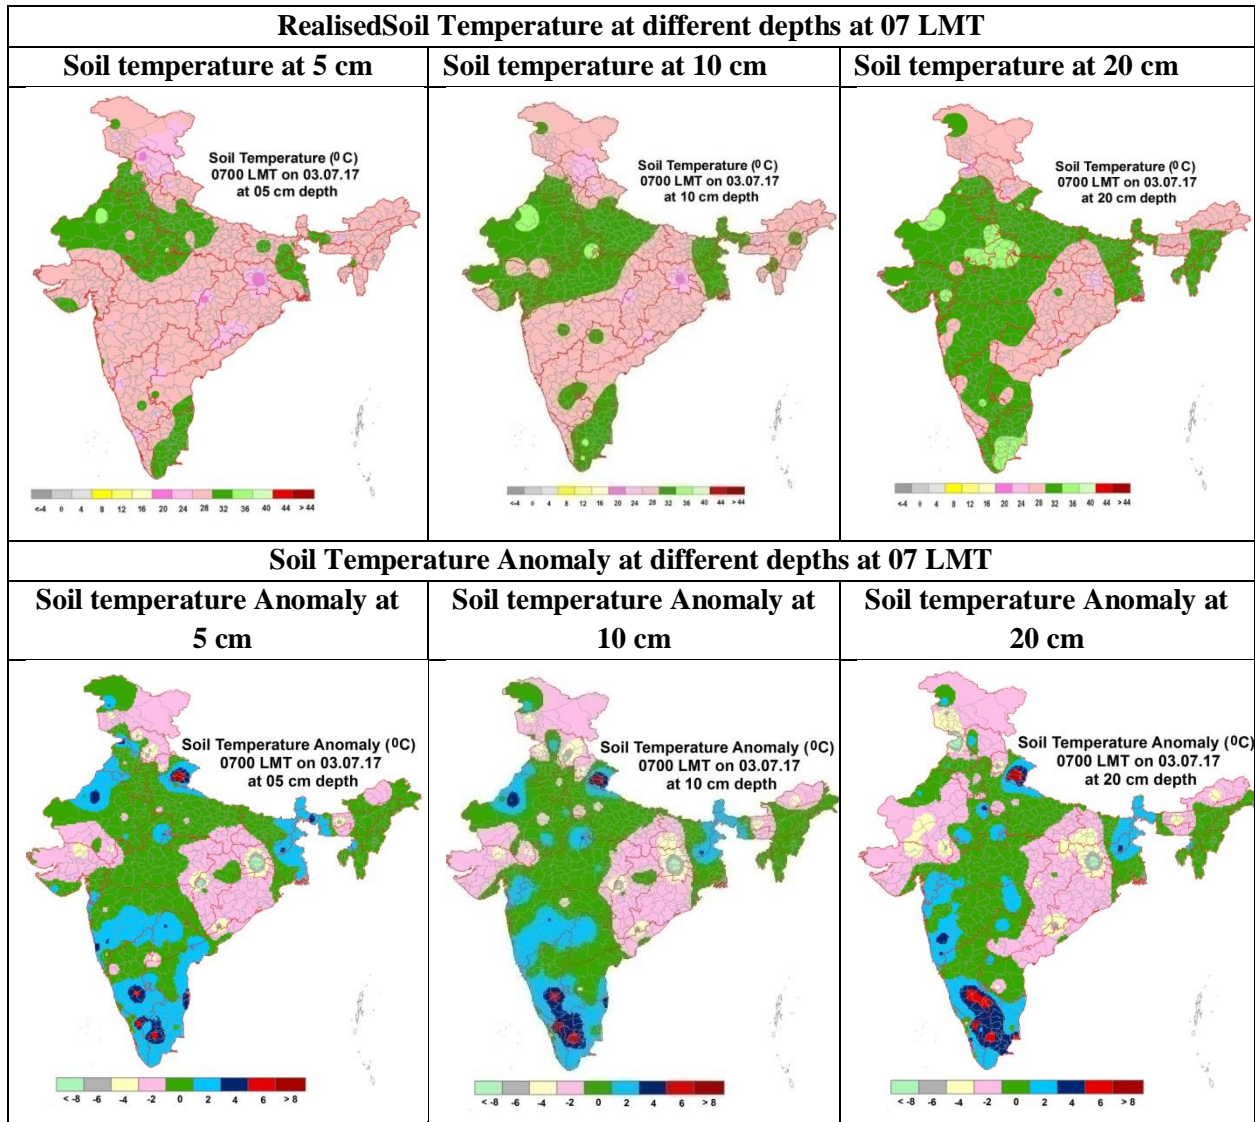 RealisedSoil Temperature at different depths at 07 LMT
Soil temperature at 5 cm
Soil temperature at 10 cm
Soil temperature at 20 cm
Soil Temperature (⁰ C)
0700 LMT on 03.07.17
at 05 cm depth
<-4 0 4 8 12 16 20 24 28 32 36 40 44 > 44
Soil Temperature (⁰ C)
0700 LMT on 03.07.17
at 10 cm depth
<-4 0 4 8 12 16 20 24 28 32 36 40 44 > 44
Soil Temperature (⁰ C)
0700 LMT on 03.07.17
at 20 cm depth
<-4 0 4 8 12 16 20 24 28 32 36 40 44 > 44
Soil Temperature Anomaly at different depths at 07 LMT
Soil temperature Anomaly at
5 cm
Soil temperature Anomaly at
10 cm
Soil temperature Anomaly at
20 cm
Soil Temperature Anomaly (⁰C)
0700 LMT on 03.07.17
at 05 cm depth
< -8 -6 -4 -2 0 2 4 6 > 8
Soil Temperature Anomaly (⁰C)
0700 LMT on 03.07.17
at 10 cm depth
< -8 -6 -4 -2 0 2 4 6 > 8
Soil Temperature Anomaly (⁰C)
0700 LMT on 03.07.17
at 20 cm depth
< -8 -6 -4 -2 0 2 4 6 > 8